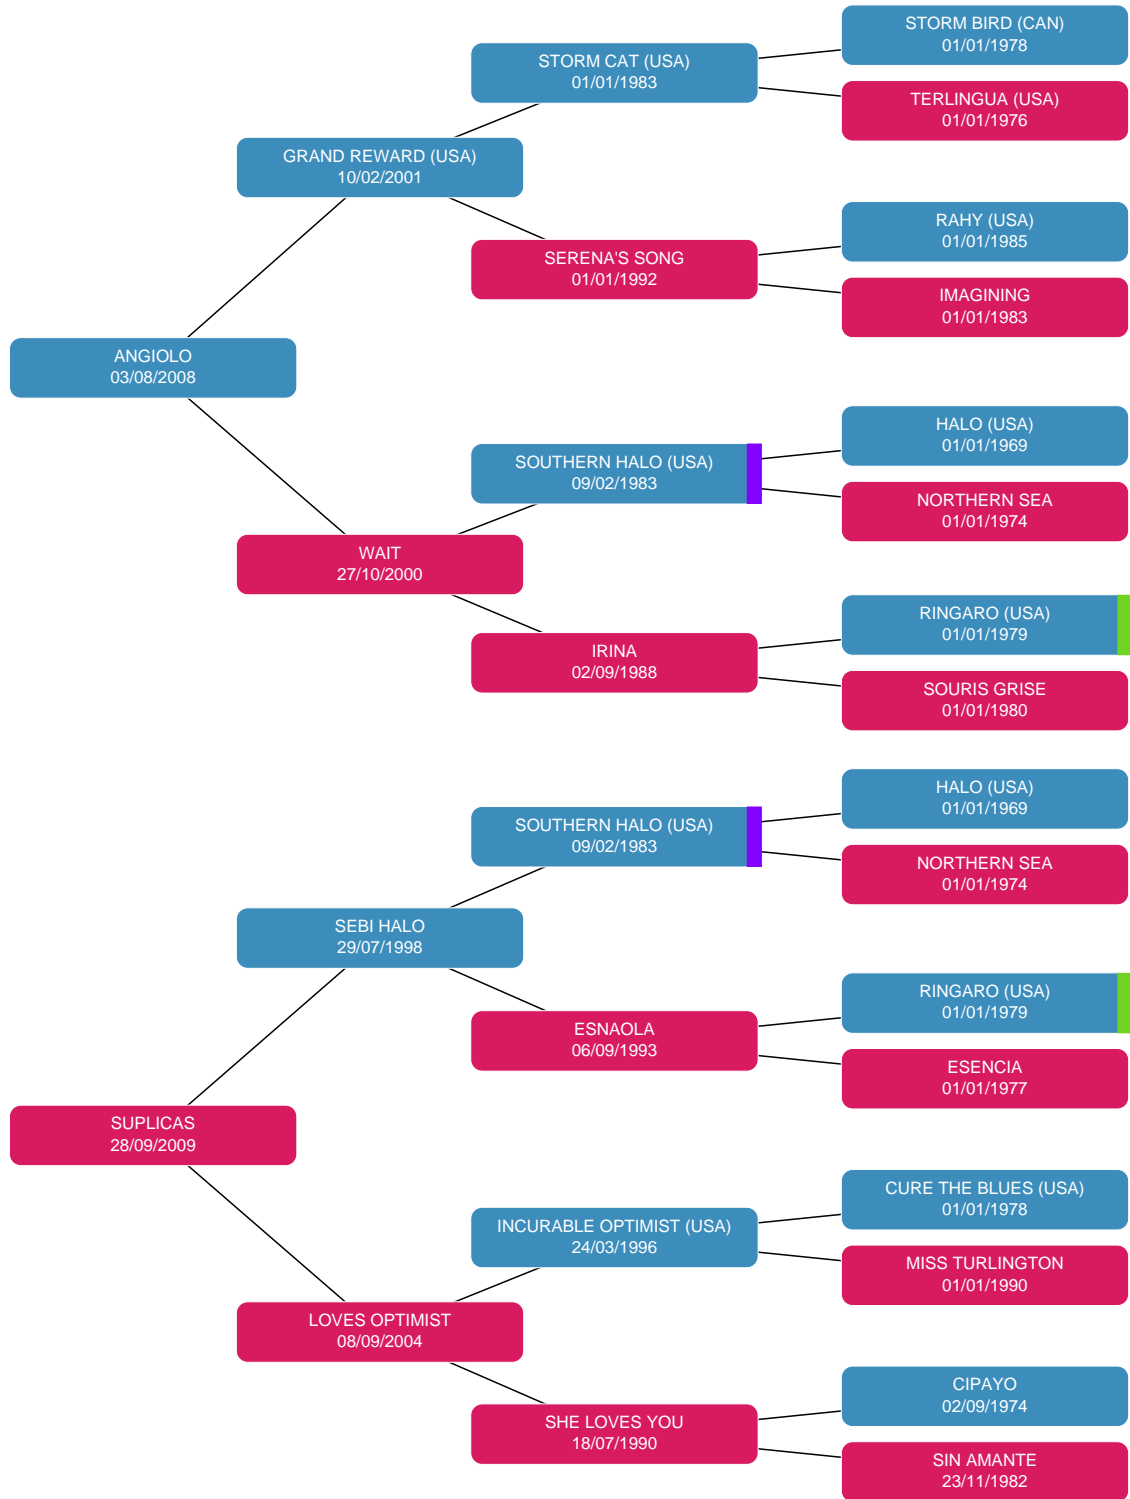 STORM BIRD (CAN)
01/01/1978
STORM CAT (USA)
01/01/1983
TERLINGUA (USA)
01/01/1976
GRAND REWARD (USA)
10/02/2001
RAHY (USA)
01/01/1985
SERENA'S SONG
01/01/1992
IMAGINING
01/01/1983
ANGIOLO
03/08/2008
HALO (USA)
01/01/1969
SOUTHERN HALO (USA)
09/02/1983
NORTHERN SEA
01/01/1974
WAIT
27/10/2000
RINGARO (USA)
01/01/1979
IRINA
02/09/1988
SOURIS GRISE
01/01/1980
HALO (USA)
01/01/1969
SOUTHERN HALO (USA)
09/02/1983
NORTHERN SEA
01/01/1974
SEBI HALO
29/07/1998
RINGARO (USA)
01/01/1979
ESNAOLA
06/09/1993
ESENCIA
01/01/1977
SUPLICAS
28/09/2009
CURE THE BLUES (USA)
01/01/1978
INCURABLE OPTIMIST (USA)
24/03/1996
MISS TURLINGTON
01/01/1990
LOVES OPTIMIST
08/09/2004
CIPAYO
02/09/1974
SHE LOVES YOU
18/07/1990
SIN AMANTE
23/11/1982